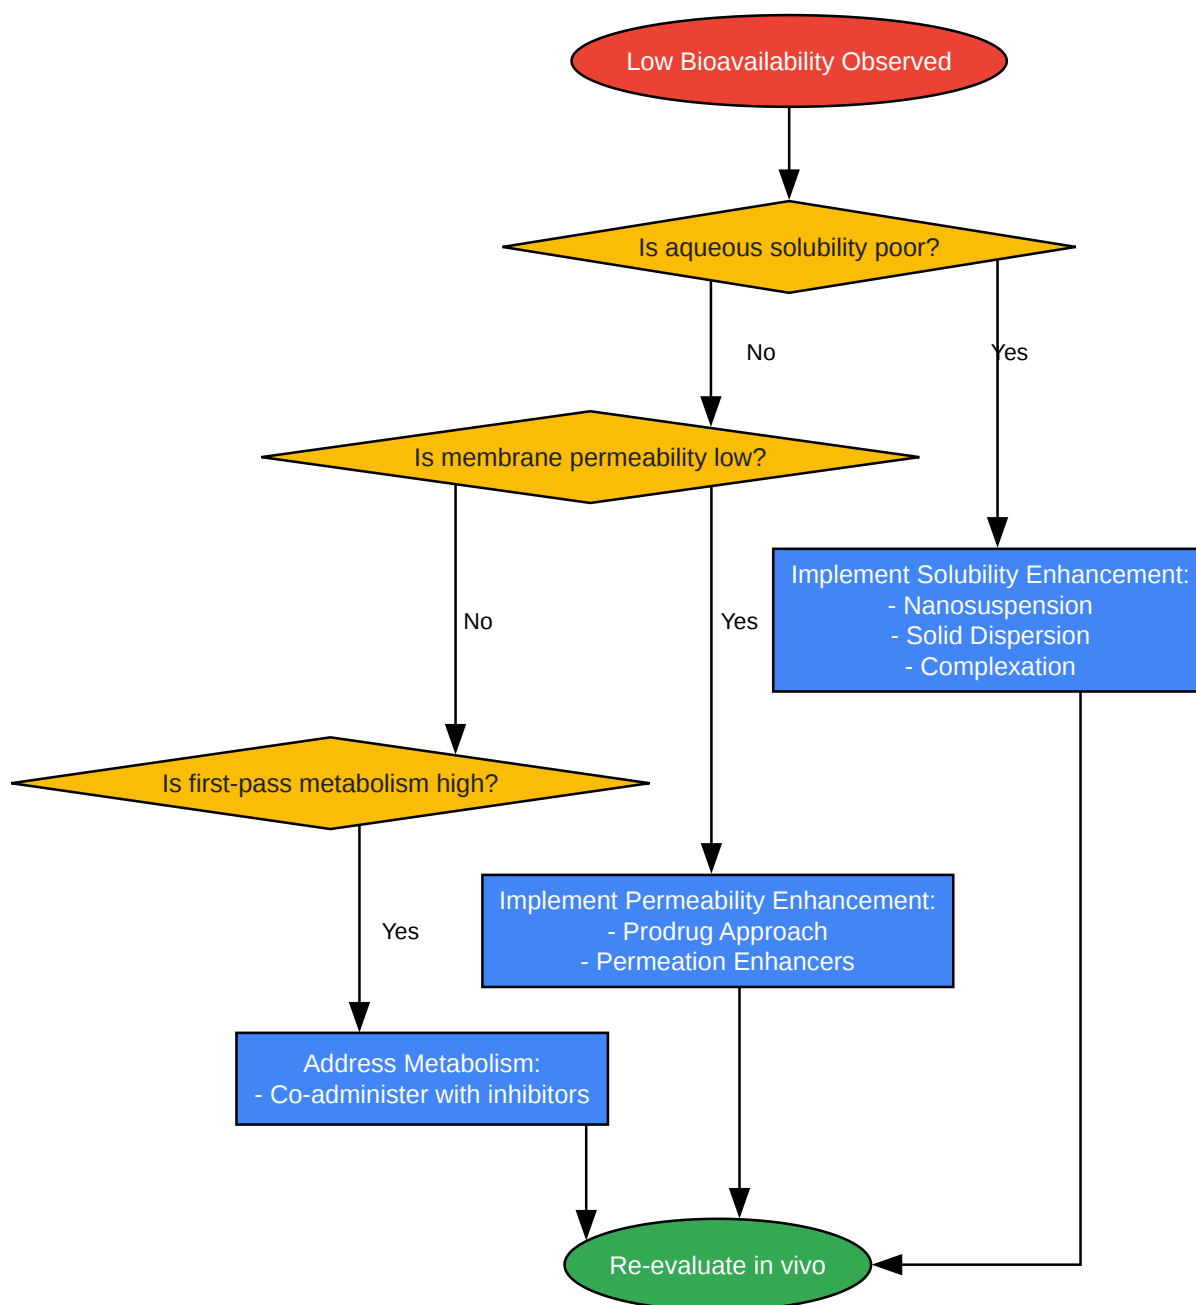 Low Bioavailability Observed
Is aqueous solubility poor?
No
Yes
Is membrane permeability low?
Implement Solubility Enhancement:
- Nanosuspension
- Solid Dispersion
- Complexation
No
Yes
Is first-pass metabolism high?
Implement Permeability Enhancement:
- Prodrug Approach
- Permeation Enhancers
Yes
Address Metabolism:
- Co-administer with inhibitors
Re-evaluate in vivo